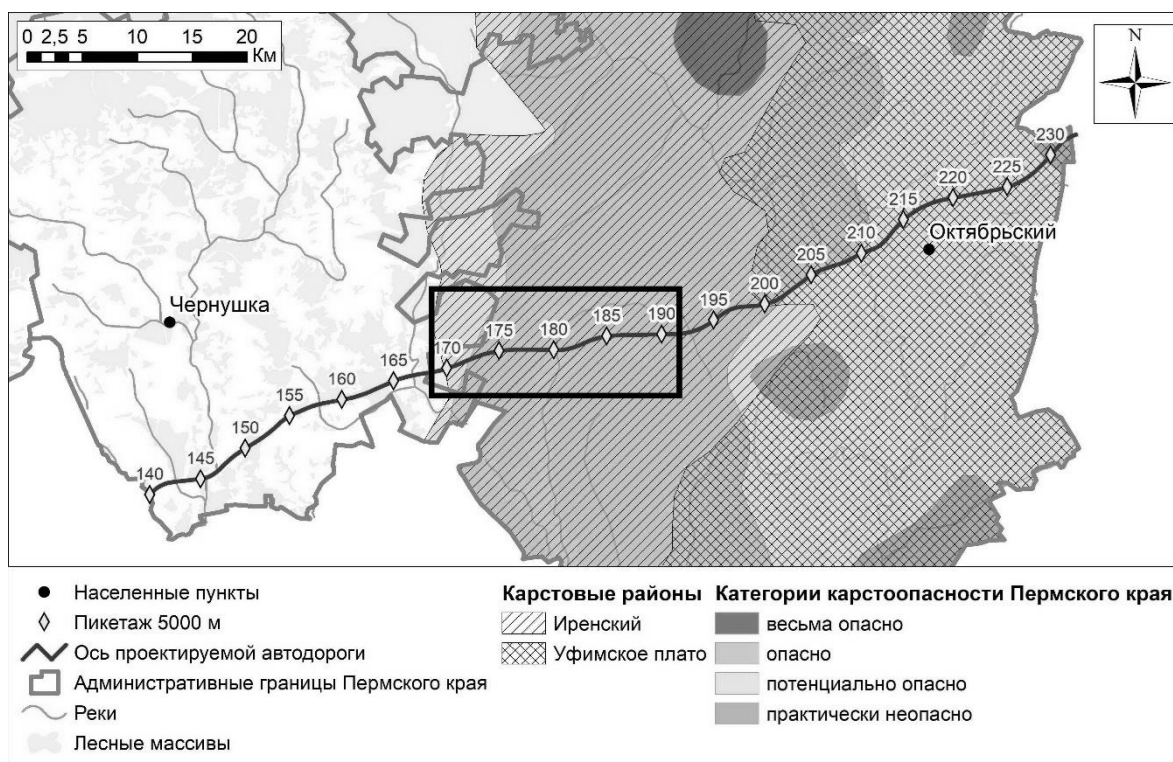 0 2,5 5 10 15 20
Км
N
230
225
220
215
Октябрьский
210
205
200
195
190
185
180
175
170
Чернушка
165
160
155
150
145
140
Населенные пункты
Пикетаж 5000 м
Ось проектируемой автодороги
Административные границы Пермского края
Реки
Лесные массивы
Карстовые районы
Иренский
Уфимское плато
Категории карстоопасности Пермского края
весьма опасно
опасно
потенциально опасно
практически неопасно